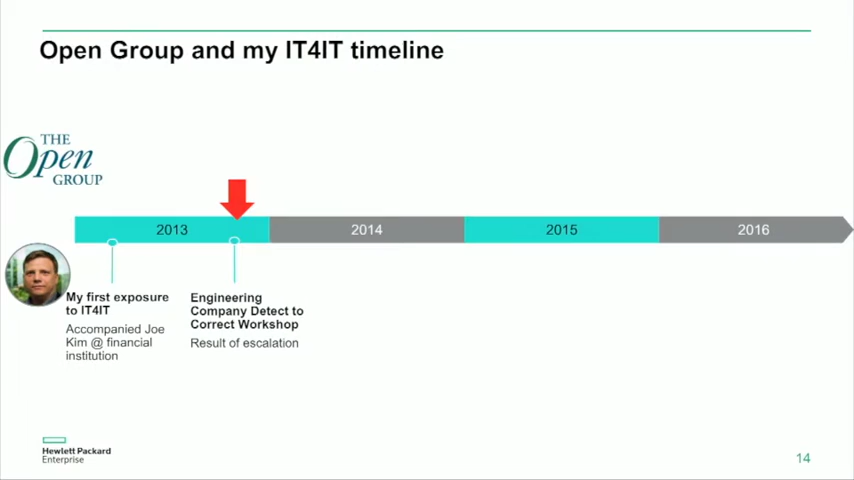 Open Group and my IT4IT timeline
THE
Open
GROUP
2013
2014
2015
2016
My first exposure
to IT4IT
Accompanied Joe
Kim @ financial
institution
Engineering
Company Detect to
Correct Workshop
Result of escalation
Hewlett Packard
Enterprise
14